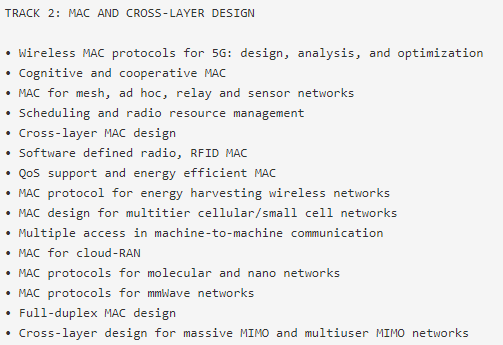 TRACK 2: MAC AND CROSS-LAYER DESIGN
• Wireless MAC protocols for 5G: design, analysis, and optimization
• Cognitive and cooperative MAC
• MAC for mesh, ad hoc, relay and sensor networks
• Scheduling and radio resource management
• Cross-layer MAC design
• Software defined radio, RFID MAC
• QoS support and energy efficient MAC
• MAC protocol for energy harvesting wireless networks
• MAC design for multitier cellular/small cell networks
• Multiple access in machine-to-machine communication
• MAC for cloud-RAN
• MAC protocols for molecular and nano networks
• MAC protocols for mmWave networks
• Full-duplex MAC design
• Cross-layer design for massive MIMO and multiuser MIMO networks